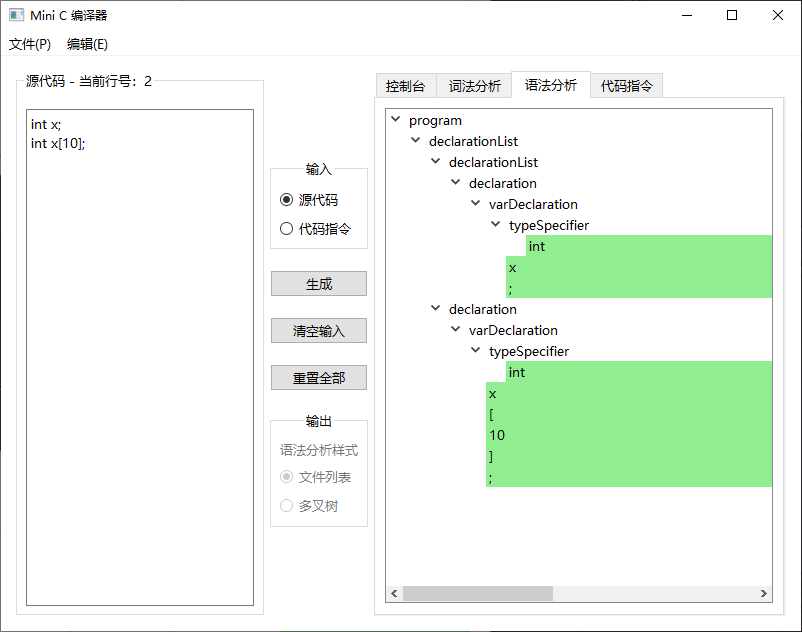 Mini C 编译器
文件(P) 编辑(E)
源代码 - 当前行号：2
int x;
int x[10];
输入
源代码
代码指令
生成
清空输入
重置全部
输出
语法分析样式
文件列表
多叉树
控制台 词法分析 语法分析 代码指令
program
declarationList
declarationList
declaration
varDeclaration
typeSpecifier
int
x
;
declaration
varDeclaration
typeSpecifier
int
x
[
10
]
;